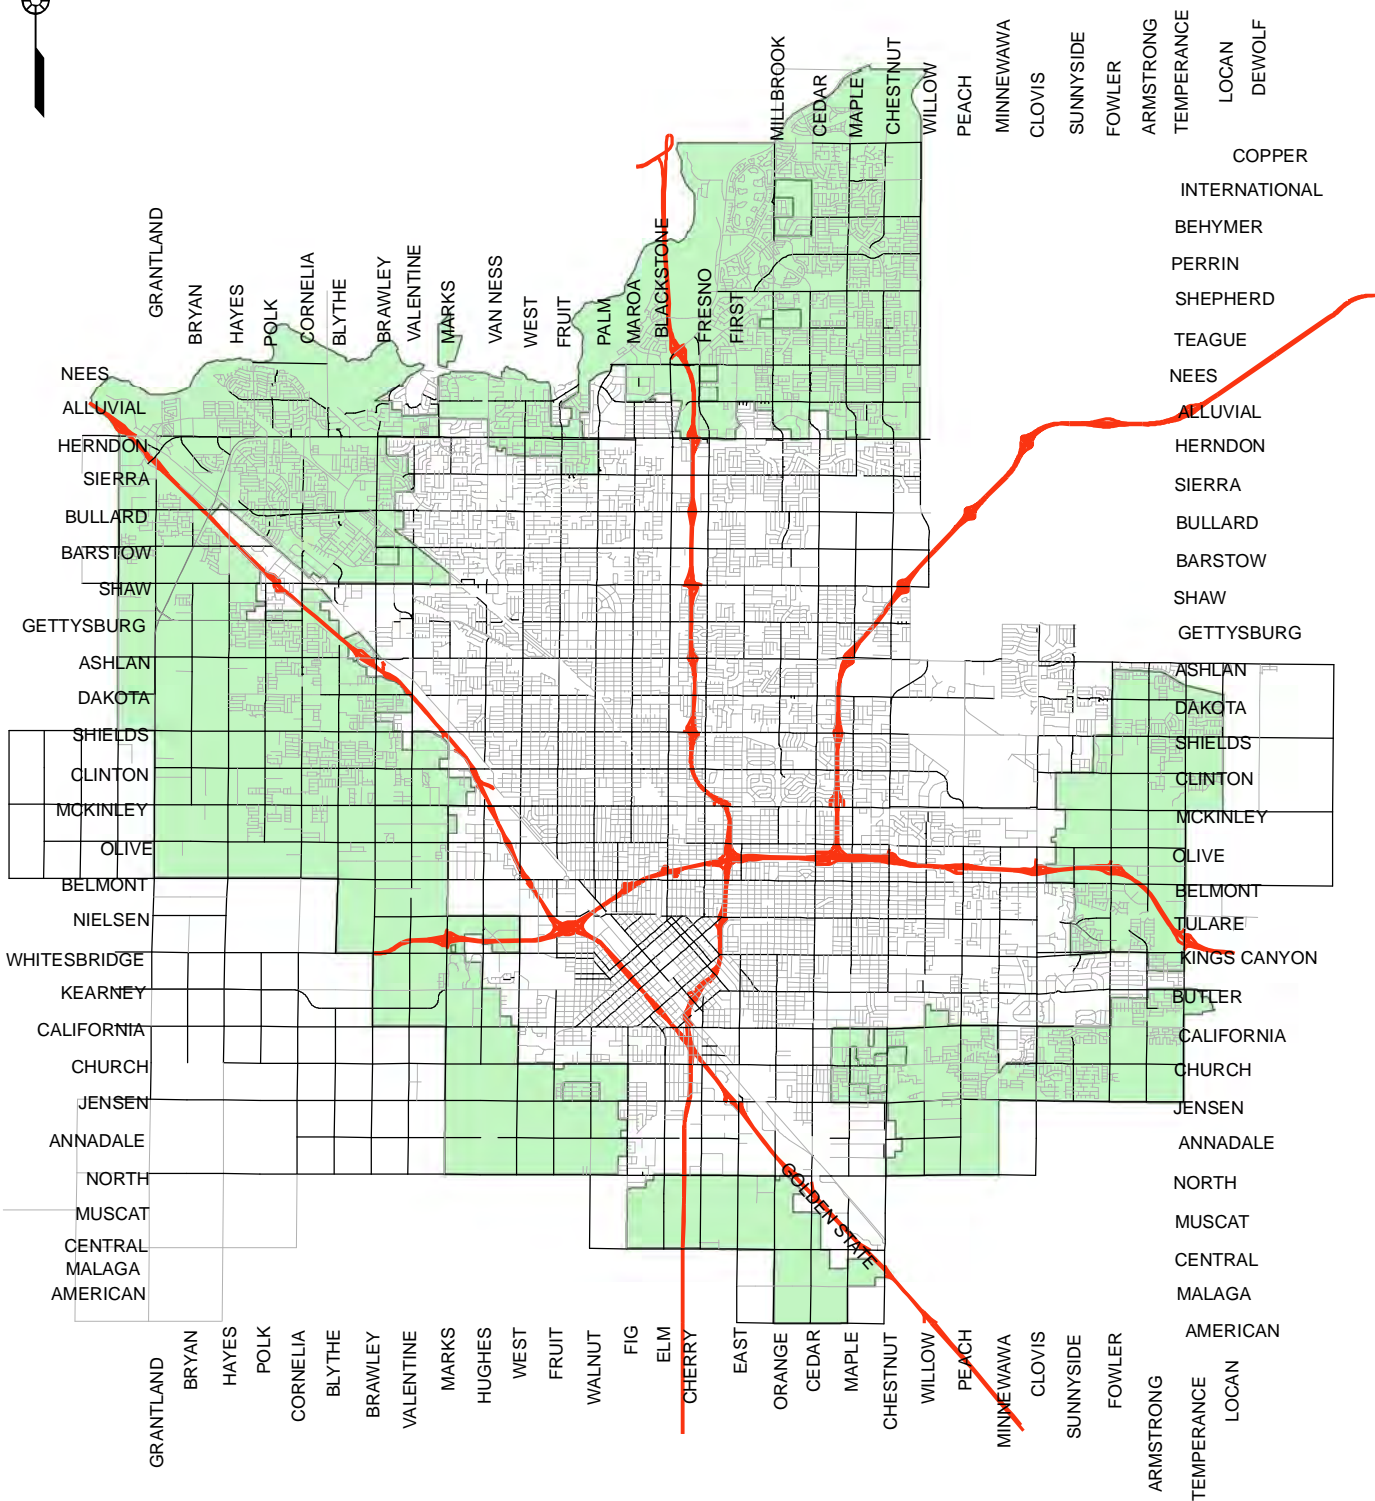 MILLBROOK
CEDAR
MAPLE
CHESTNUT
WILLOW
PEACH
MINNEWAWA
CLOVIS
SUNNYSIDE
FOWLER
ARMSTRONG
TEMPERANCE
LOCAN
DEWOLF
GRANTLAND
BRYAN
HAYES
POLK
CORNELIA
BLYTHE
BRAWLEY
VALENTINE
MARKS
VAN NESS
WEST
FRUIT
PALM
MAROA
BLACKSTONE
FRESNO
FIRST
COPPER
INTERNATIONAL
BEHYMER
PERRIN
SHEPHERD
TEAGUE
NEES
ALLUVIAL
HERNDON
SIERRA
BULLARD
BARSTOW
SHAW
GETTYSBURG
ASHLAN
DAKOTA
SHIELDS
CLINTON
MCKINLEY
OLIVE
BELMONT
TULARE
KINGS CANYON
BUTLER
CALIFORNIA
CHURCH
JENSEN
ANNADALE
NORTH
MUSCAT
CENTRAL
MALAGA
AMERICAN
NEES
ALLUVIAL
HERNDON
SIERRA
BULLARD
BARSTOW
SHAW
GETTYSBURG
ASHLAN
DAKOTA
SHIELDS
CLINTON
MCKINLEY
OLIVE
BELMONT
NIELSEN
WHITESBRIDGE
KEARNEY
CALIFORNIA
CHURCH
JENSEN
ANNADALE
NORTH
MUSCAT
CENTRAL
MALAGA
AMERICAN
GOLDEN STATE
GRANTLAND
BRYAN
HAYES
POLK
CORNELIA
BLYTHE
BRAWLEY
VALENTINE
MARKS
HUGHES
WEST
FRUIT
WALNUT
FIG
ELM
CHERRY
EAST
ORANGE
CEDAR
MAPLE
CHESTNUT
WILLOW
PEACH
MINNEWAWA
CLOVIS
SUNNYSIDE
FOWLER
ARMSTRONG
TEMPERANCE
LOCAN